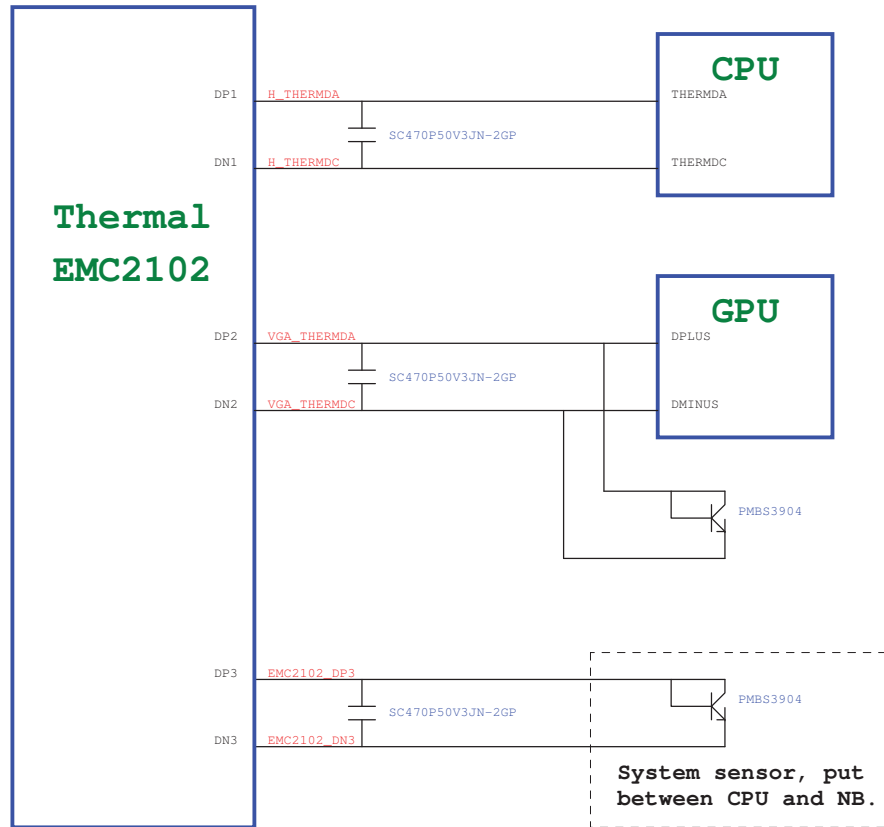 CPU
DP1 H_THERMDA THERMDA
SC470P50V3JN-2GP
DN1 H_THERMDC THERMDC
Thermal
EMC2102
GPU
DP2 VGA_THERMDA DPLUS
SC470P50V3JN-2GP
DN2 VGA_THERMDC DMINUS
PMBS3904
DP3 EMC2102_DP3
PMBS3904
SC470P50V3JN-2GP
DN3 EMC2102_DN3
System sensor, put
between CPU and NB.